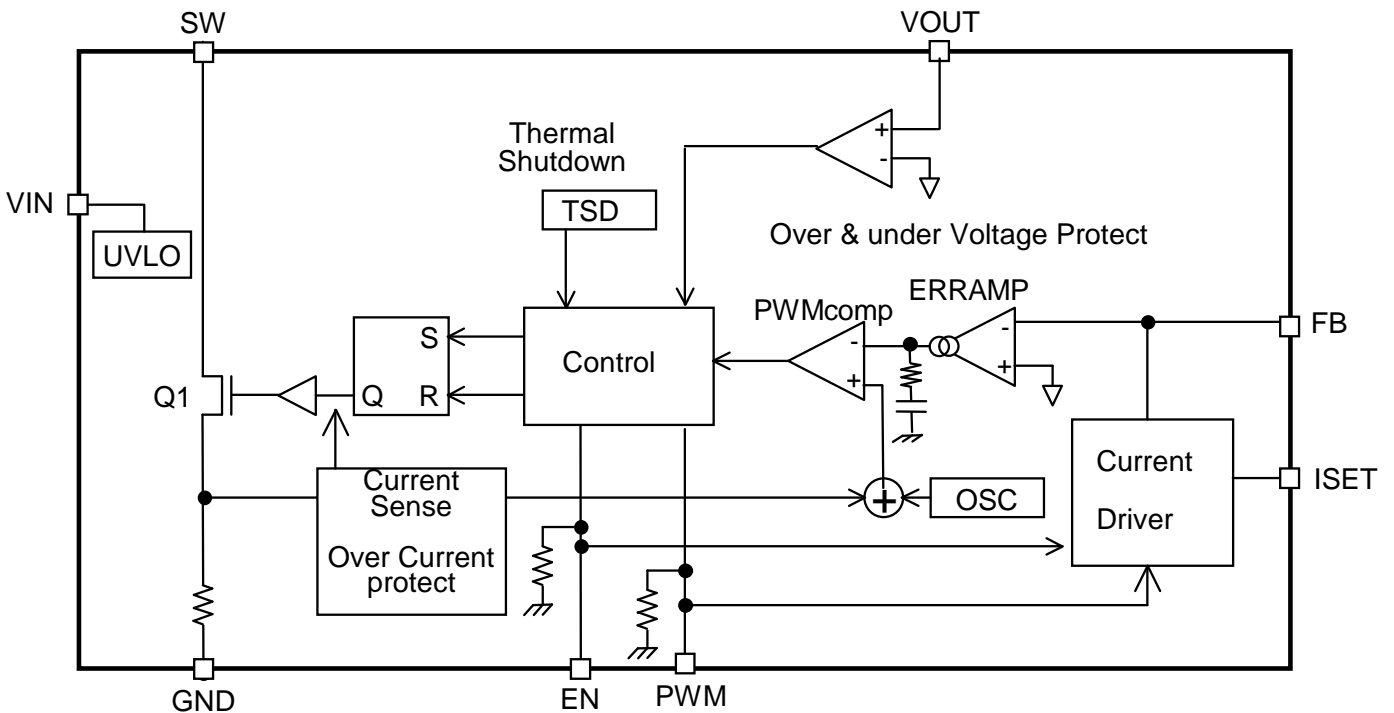 SW
VOUT
Thermal
Shutdown
+
-
VIN
TSD
UVLO
Over & under Voltage Protect
ERRAMP
PWMcomp
FB
S
-
-
Control
+
+
Q1
Q
R
Current
Sense
Current
Driver
ISET
+
OSC
Over Current
protect
GND
EN
PWM